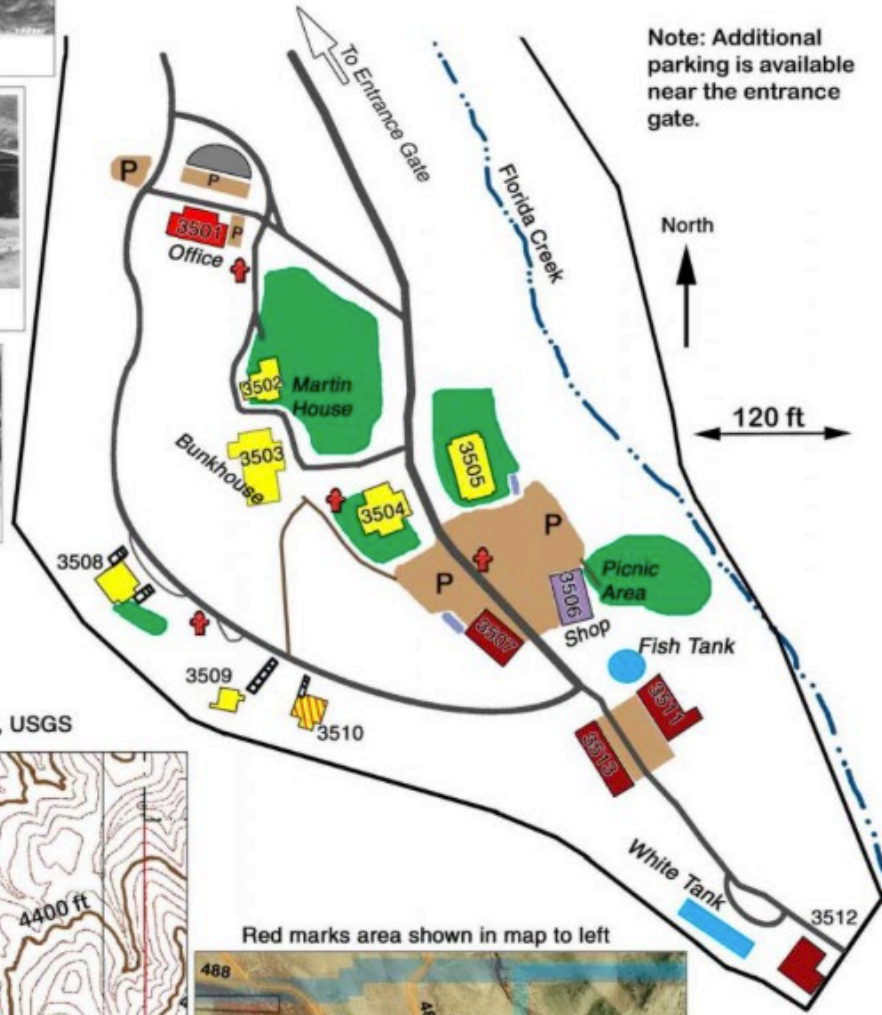 Note: Additional
parking is available
near the entrance
gate.
To Entrance Gate
Florida Creek
North
120 ft
P
P
3501
P
Office
3502
Martin
House
Bunkhouse
3503
3504
3505
P
P
3506
Shop
3507
Picnic
Area
Fish Tank
3508
3509
3510
3511
3513
White Tank
3512
, USGS
4400 ft
Red marks area shown in map to left
488